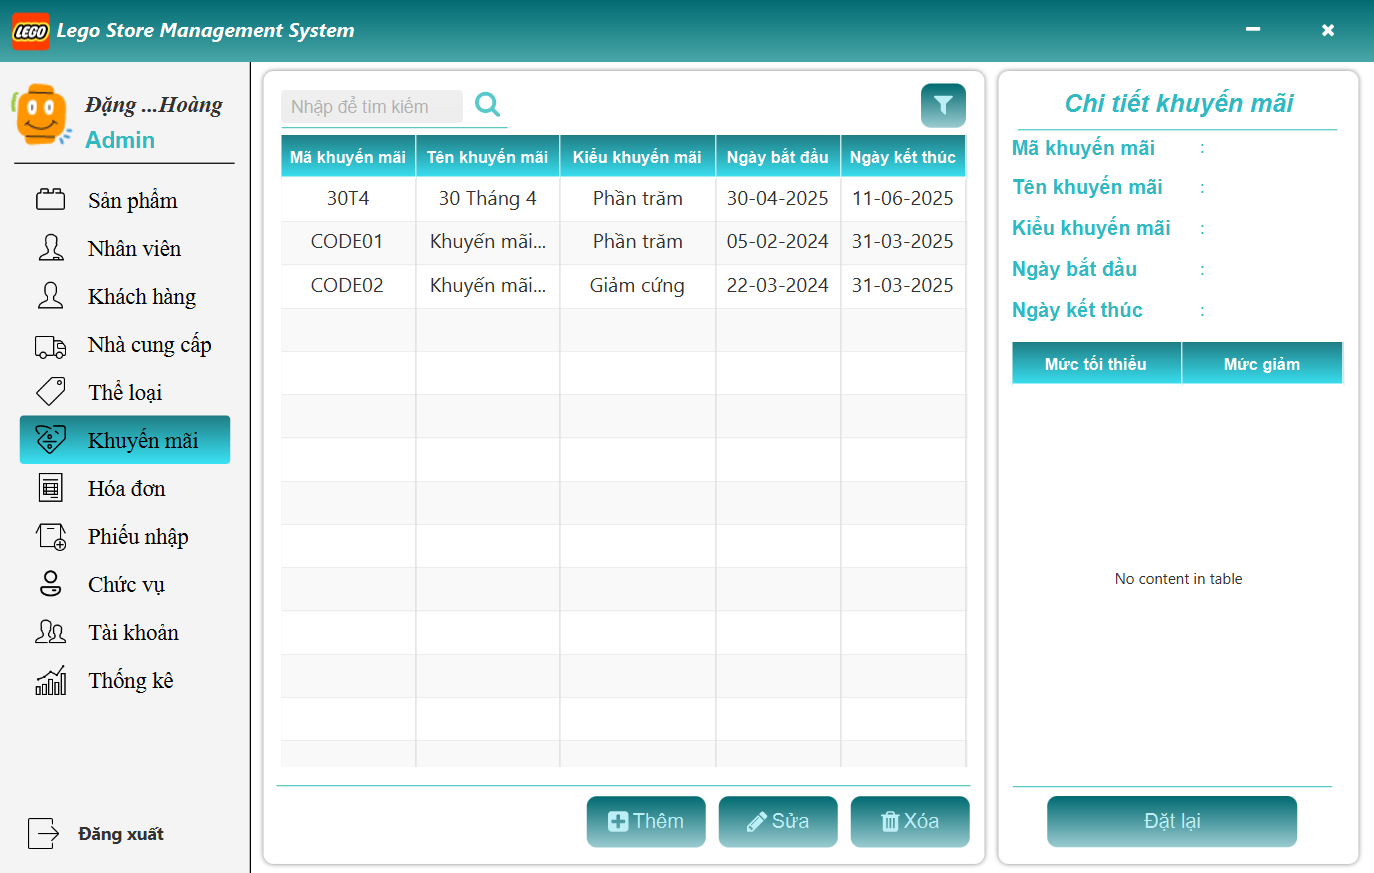 LEGO Lego Store Management System
Đặng ...Hoàng
Admin
Sản phẩm
Nhân viên
Khách hàng
Nhà cung cấp
Thể loại
Khuyến mãi
Hóa đơn
Phiếu nhập
Chức vụ
Tài khoản
Thống kê
Đăng xuất
Nhập để tìm kiếm
Mã khuyến mãi Tên khuyến mãi Kiểu khuyến mãi Ngày bắt đầu Ngày kết thúc
30T4 30 Tháng 4 Phần trăm 30-04-2025 11-06-2025
CODE01 Khuyến mãi... Phần trăm 05-02-2024 31-03-2025
CODE02 Khuyến mãi... Giảm cứng 22-03-2024 31-03-2025
Thêm Sửa Xóa
Chi tiết khuyến mãi
Mã khuyến mãi :
Tên khuyến mãi :
Kiểu khuyến mãi :
Ngày bắt đầu :
Ngày kết thúc :
Mức tối thiểu Mức giảm
No content in table
Đặt lại